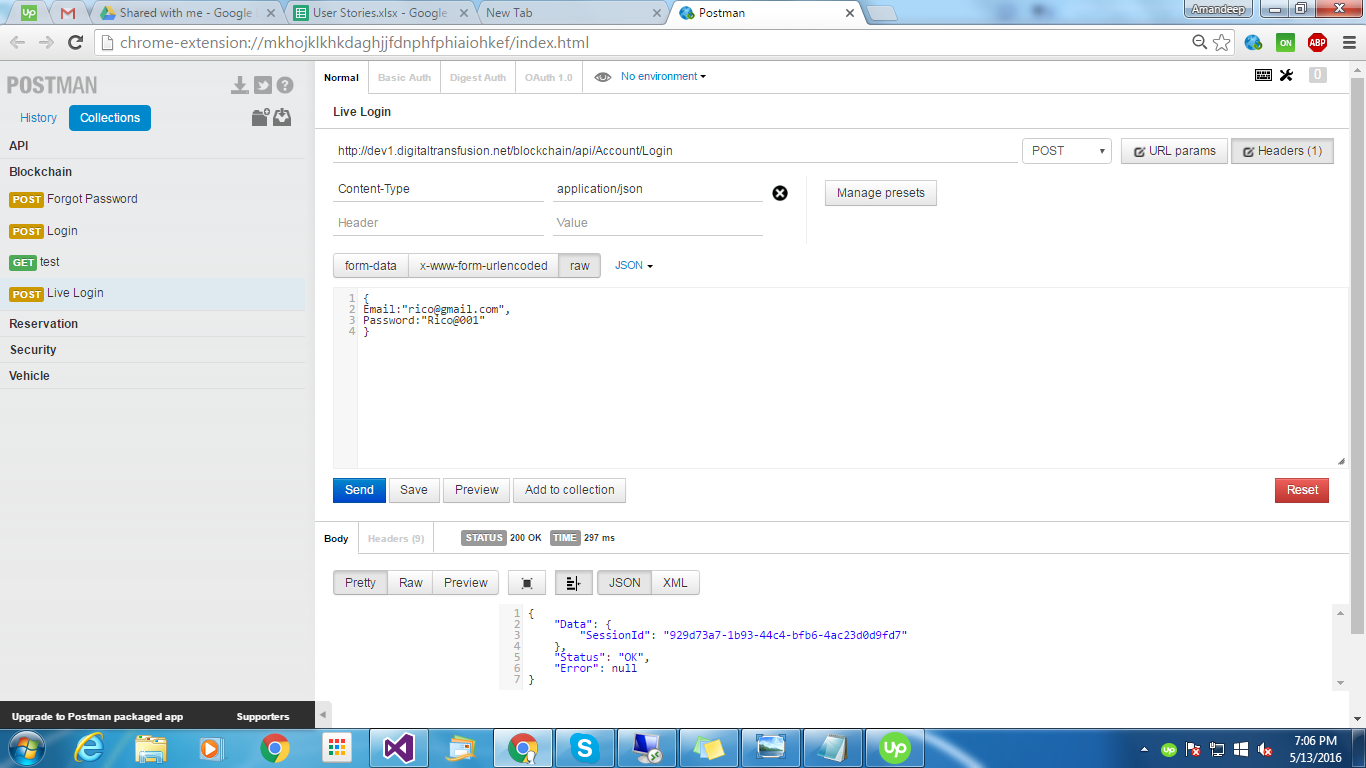 Up
Shared with me - Google
User Stories.xlsx - Google
New Tab
Postman
Amandeep
chrome-extension://mkhojklkhkdaghjjfdnphfphiaiohkef/index.html
ON
ABP
POSTMAN
History
Collections
API
Blockchain
POST Forgot Password
POST Login
GET test
POST Live Login
Reservation
Security
Vehicle
Upgrade to Postman packaged app
Supporters
Normal
Basic Auth
Digest Auth
OAuth 1.0
No environment
0
Live Login
http://dev1.digitaltransfusion.net/blockchain/api/Account/Login
POST
URL params
Headers (1)
Content-Type
application/json
Manage presets
Header
Value
form-data
x-www-form-urlencoded
raw
JSON
1 {
2 Email:"rico@gmail.com",
3 Password:"Rico@001"
4 }
Send
Save
Preview
Add to collection
Reset
Body
Headers (9)
STATUS 200 OK
TIME 297 ms
Pretty
Raw
Preview
JSON
XML
1 {
2 "Data": {
3 "SessionId": "929d73a7-1b93-44c4-bfb6-4ac23d0d9fd7"
4 },
5 "Status": "OK",
6 "Error": null
7 }
Up
Up
7:06 PM
5/13/2016